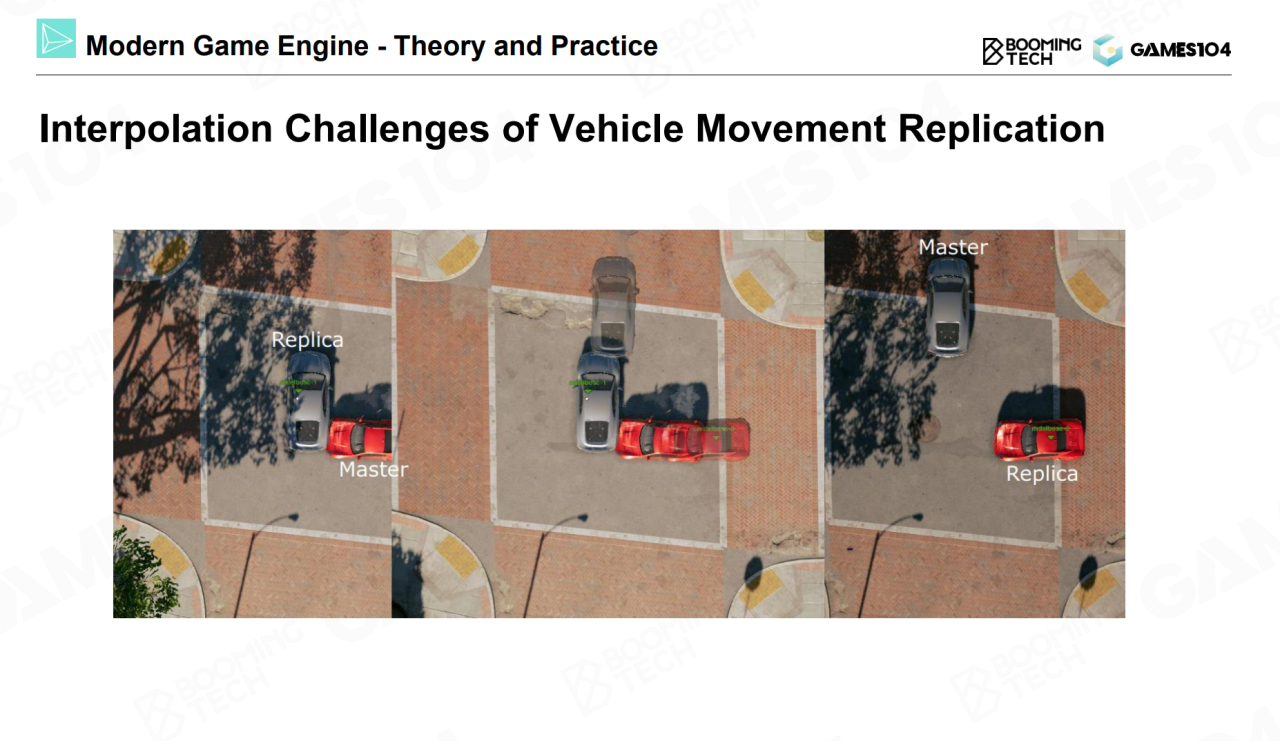 Modern Game Engine - Theory and Practice
BOOMING
TECH
GAMES104
Interpolation Challenges of Vehicle Movement Replication
Replica
Master
Master
Replica